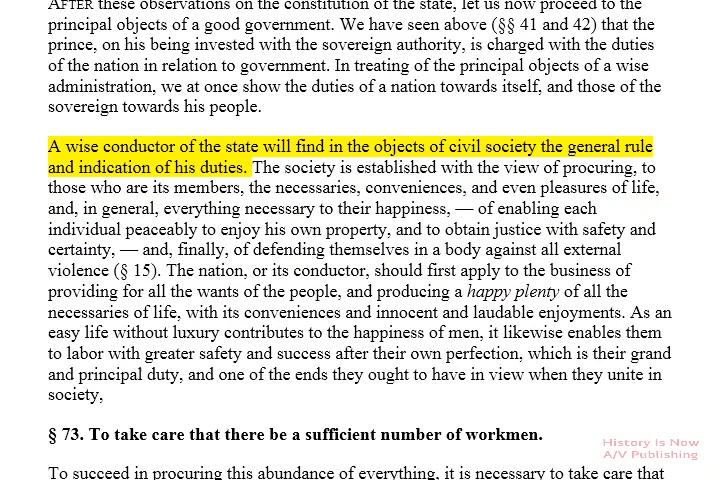 AFTER these observations on the constitution of the state, let us now proceed to the
principal objects of a good government. We have seen above (§§ 41 and 42) that the
prince, on his being invested with the sovereign authority, is charged with the duties
of the nation in relation to government. In treating of the principal objects of a wise
administration, we at once show the duties of a nation towards itself, and those of the
sovereign towards his people.
A wise conductor of the state will find in the objects of civil society the general rule
and indication of his duties. The society is established with the view of procuring, to
those who are its members, the necessaries, conveniences, and even pleasures of life,
and, in general, everything necessary to their happiness, — of enabling each
individual peaceably to enjoy his own property, and to obtain justice with safety and
certainty, — and, finally, of defending themselves in a body against all external
violence (§ 15). The nation, or its conductor, should first apply to the business of
providing for all the wants of the people, and producing a happy plenty of all the
necessaries of life, with its conveniences and innocent and laudable enjoyments. As an
easy life without luxury contributes to the happiness of men, it likewise enables them
to labor with greater safety and success after their own perfection, which is their grand
and principal duty, and one of the ends they ought to have in view when they unite in
society,
§ 73. To take care that there be a sufficient number of workmen.
History Is Now
A/V Publishing
To succeed in procuring this abundance of everything, it is necessary to take care that